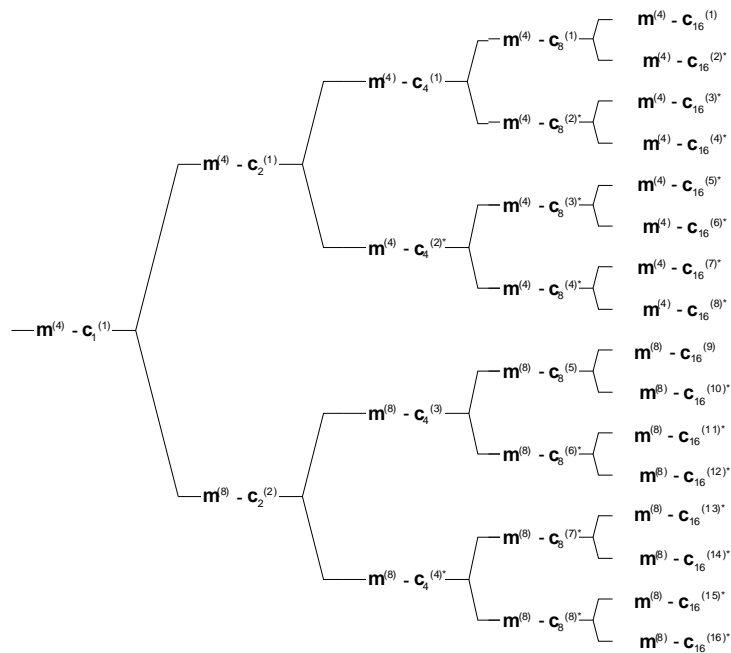 m(4) - c16(1)
m(4) - c8(1)
m(4) - c16(2)*
m(4) - c4(1)
m(4) - c16(3)*
m(4) - c8(2)*
m(4) - c16(4)*
m(4) - c2(1)
m(4) - c16(5)*
m(4) - c8(3)*
m(4) - c16(6)*
m(4) - c4(2)*
m(4) - c16(7)*
m(4) - c8(4)*
m(4) - c16(8)*
m(4) - c1(1)
m(8) - c16(9)
m(8) - c8(5)
m(8) - c16(10)*
m(8) - c4(3)
m(8) - c16(11)*
m(8) - c8(6)*
m(8) - c16(12)*
m(8) - c2(2)
m(8) - c16(13)*
m(8) - c8(7)*
m(8) - c16(14)*
m(8) - c4(4)*
m(8) - c16(15)*
m(8) - c8(8)*
m(8) - c16(16)*